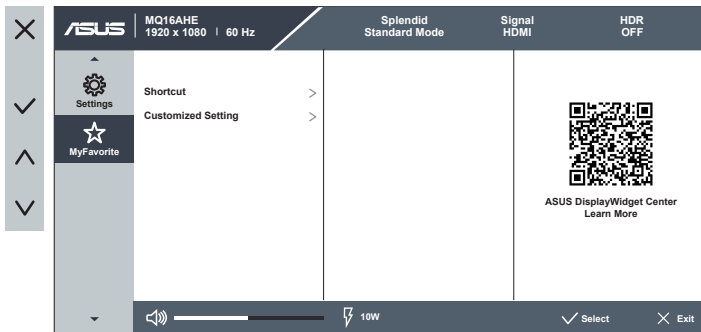 ASUS
MQ16AHE
1920 x 1080 | 60 Hz
Splendid
Standard Mode
Signal
HDMI
HDR
OFF
Settings
MyFavorite
Shortcut >
Customized Setting >
ASUS DisplayWidget Center
Learn More
10W
Select
Exit